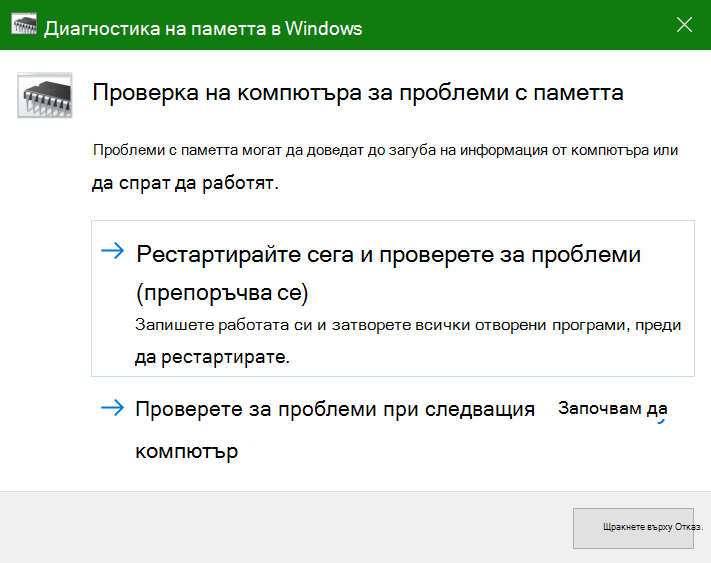 Диагностика на паметта в Windows
Проверка на компютъра за проблеми с паметта
Проблеми с паметта могат да доведат до загуба на информация от компютъра или
да спрат да работят.
Рестартирайте сега и проверете за проблеми
(препоръчва се)
Запишете работата си и затворете всички отворени програми, преди
да рестартирате.
Проверете за проблеми при следващия Започвам да
компютър
Щракнете върху Отказ.